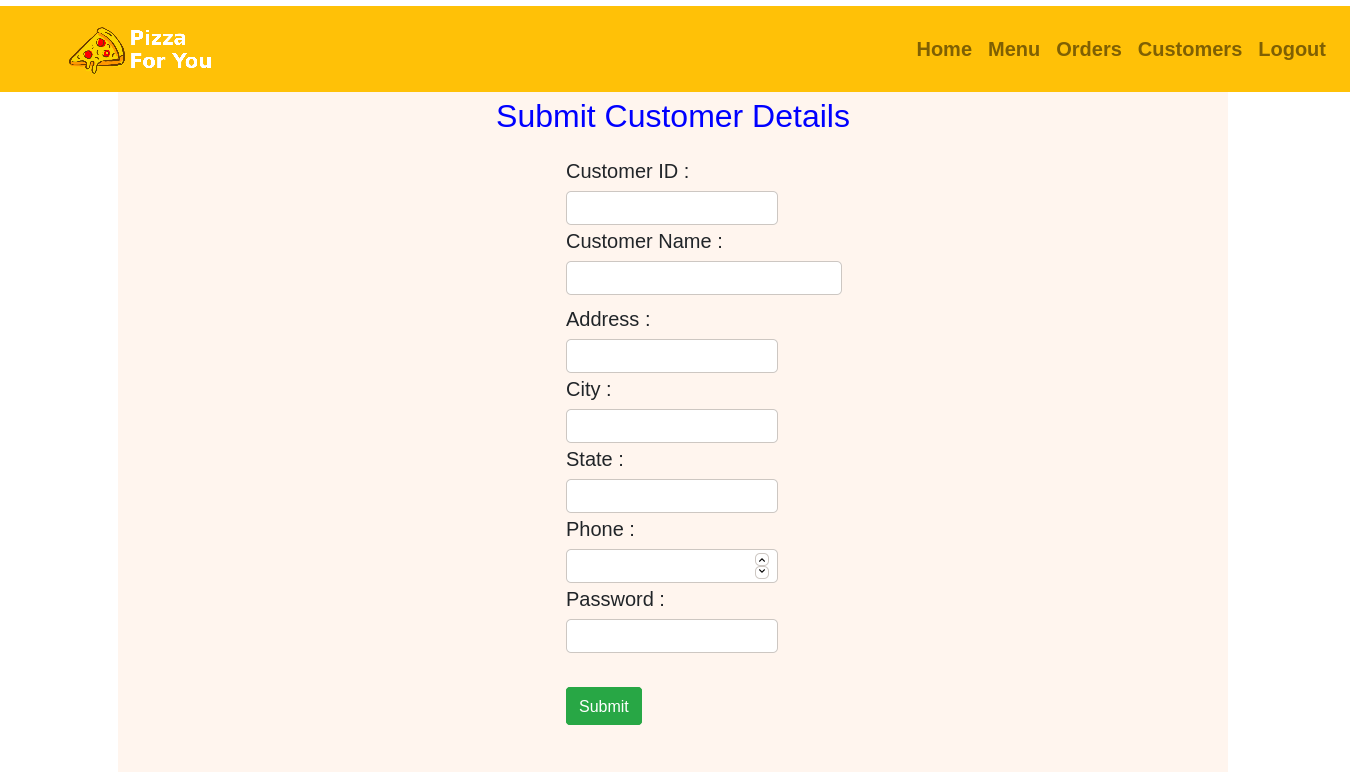 Pizza
For You
Home Menu Orders Customers Logout
Submit Customer Details
Customer ID :
Customer Name :
Address :
City :
State :
Phone :
Password :
Submit